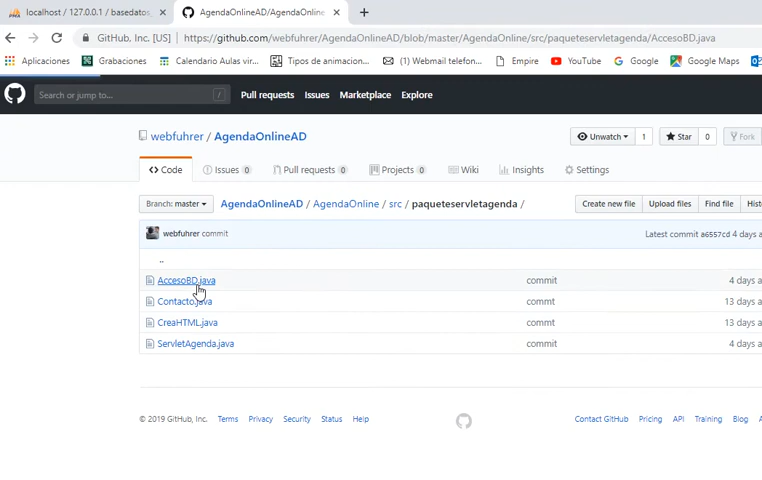 localhost / 127.0.0.1 / basedatos
AgendaOnlineAD/AgendaOnline
GitHub, Inc. [US] https://github.com/webfuhrer/AgendaOnlineAD/blob/master/AgendaOnline/src/paqueteservletagenda/AccesoBD.java
Aplicaciones Grabaciones Calendario Aulas vir... Tipos de animacion... (1) Webmail telefon... Empire YouTube Google Google Maps
Search or jump to... / Pull requests Issues Marketplace Explore
webfuhrer / AgendaOnlineAD Unwatch 1 Star 0 Fork
Code Issues 0 Pull requests 0 Projects 0 Wiki Insights Settings
Branch: master AgendaOnlineAD / AgendaOnline / src / paqueteservletagenda / Create new file Upload files Find file
webfuhrer commit Latest commit a6557cd 4 days
..
AccesoBD.java commit 4 days
Contacto.java commt 13 days
CreaHTML.java commt 13 days
ServletAgenda.java commit 4 days
© 2019 GitHub, Inc. Terms Privacy Security Status Help Contact GitHub Pricing API Training Blog